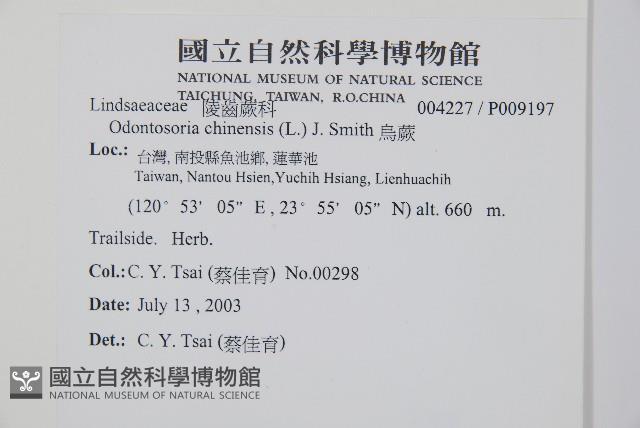 國立自然科學博物館
NATIONAL MUSEUM OF NATURAL SCIENCE
TAICHUNG, TAIWAN, R.O.CHINA
Lindsaeaceae 陵齒蕨科 004227 / P009197
Odontosoria chinensis (L.) J. Smith 烏蕨
Loc.: 台灣, 南投縣魚池鄉, 蓮華池
Taiwan, Nantou Hsien,Yuchih Hsiang, Lienhuachih
(120° 53' 05" E , 23° 55' 05" N) alt. 660 m.
Trailside. Herb.
Col.: C. Y. Tsai (蔡佳育) No.00298
Date: July 13 , 2003
Det.: C. Y. Tsai (蔡佳育)
國立自然科學博物館
NATIONAL MUSEUM OF NATURAL SCIENCE